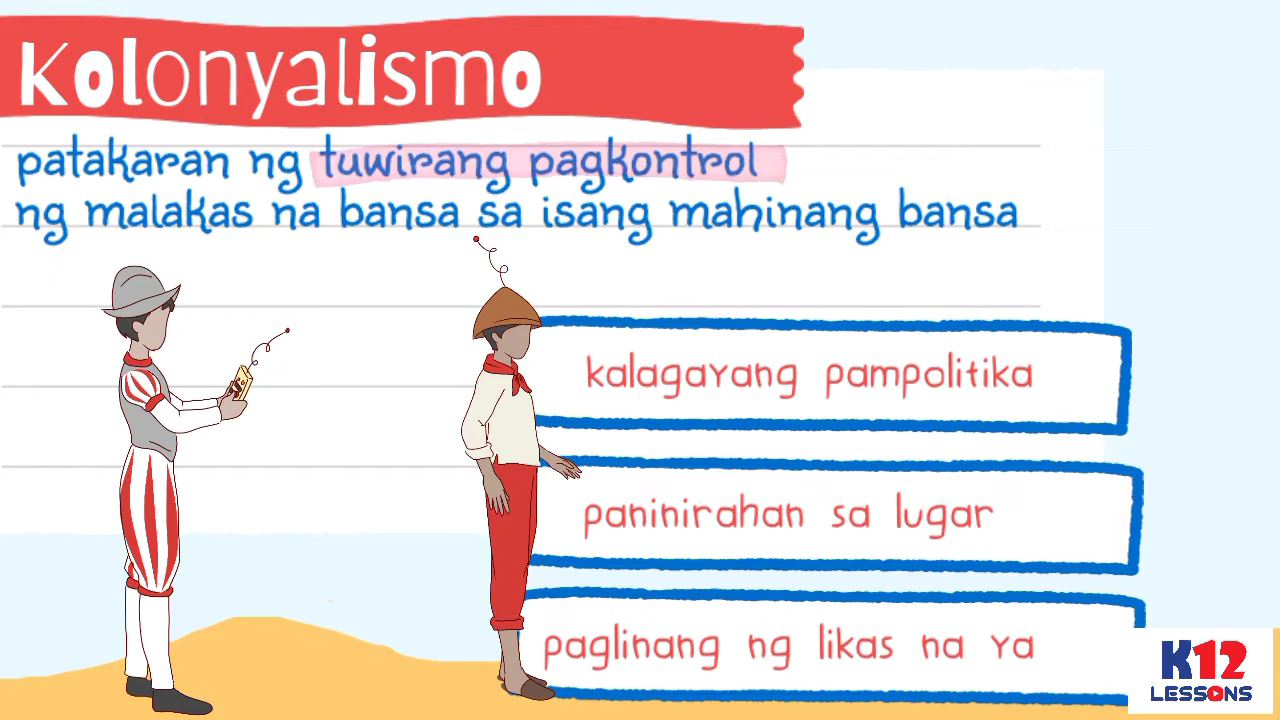 Kolonyalismo
patakaran ng tuwirang pagkontrol
ng malakas na bansa sa isang mahinang bansa
kalagayang pampolitika
paninirahan sa lugar
paglinang ng likas na ya
K12
LESSONS